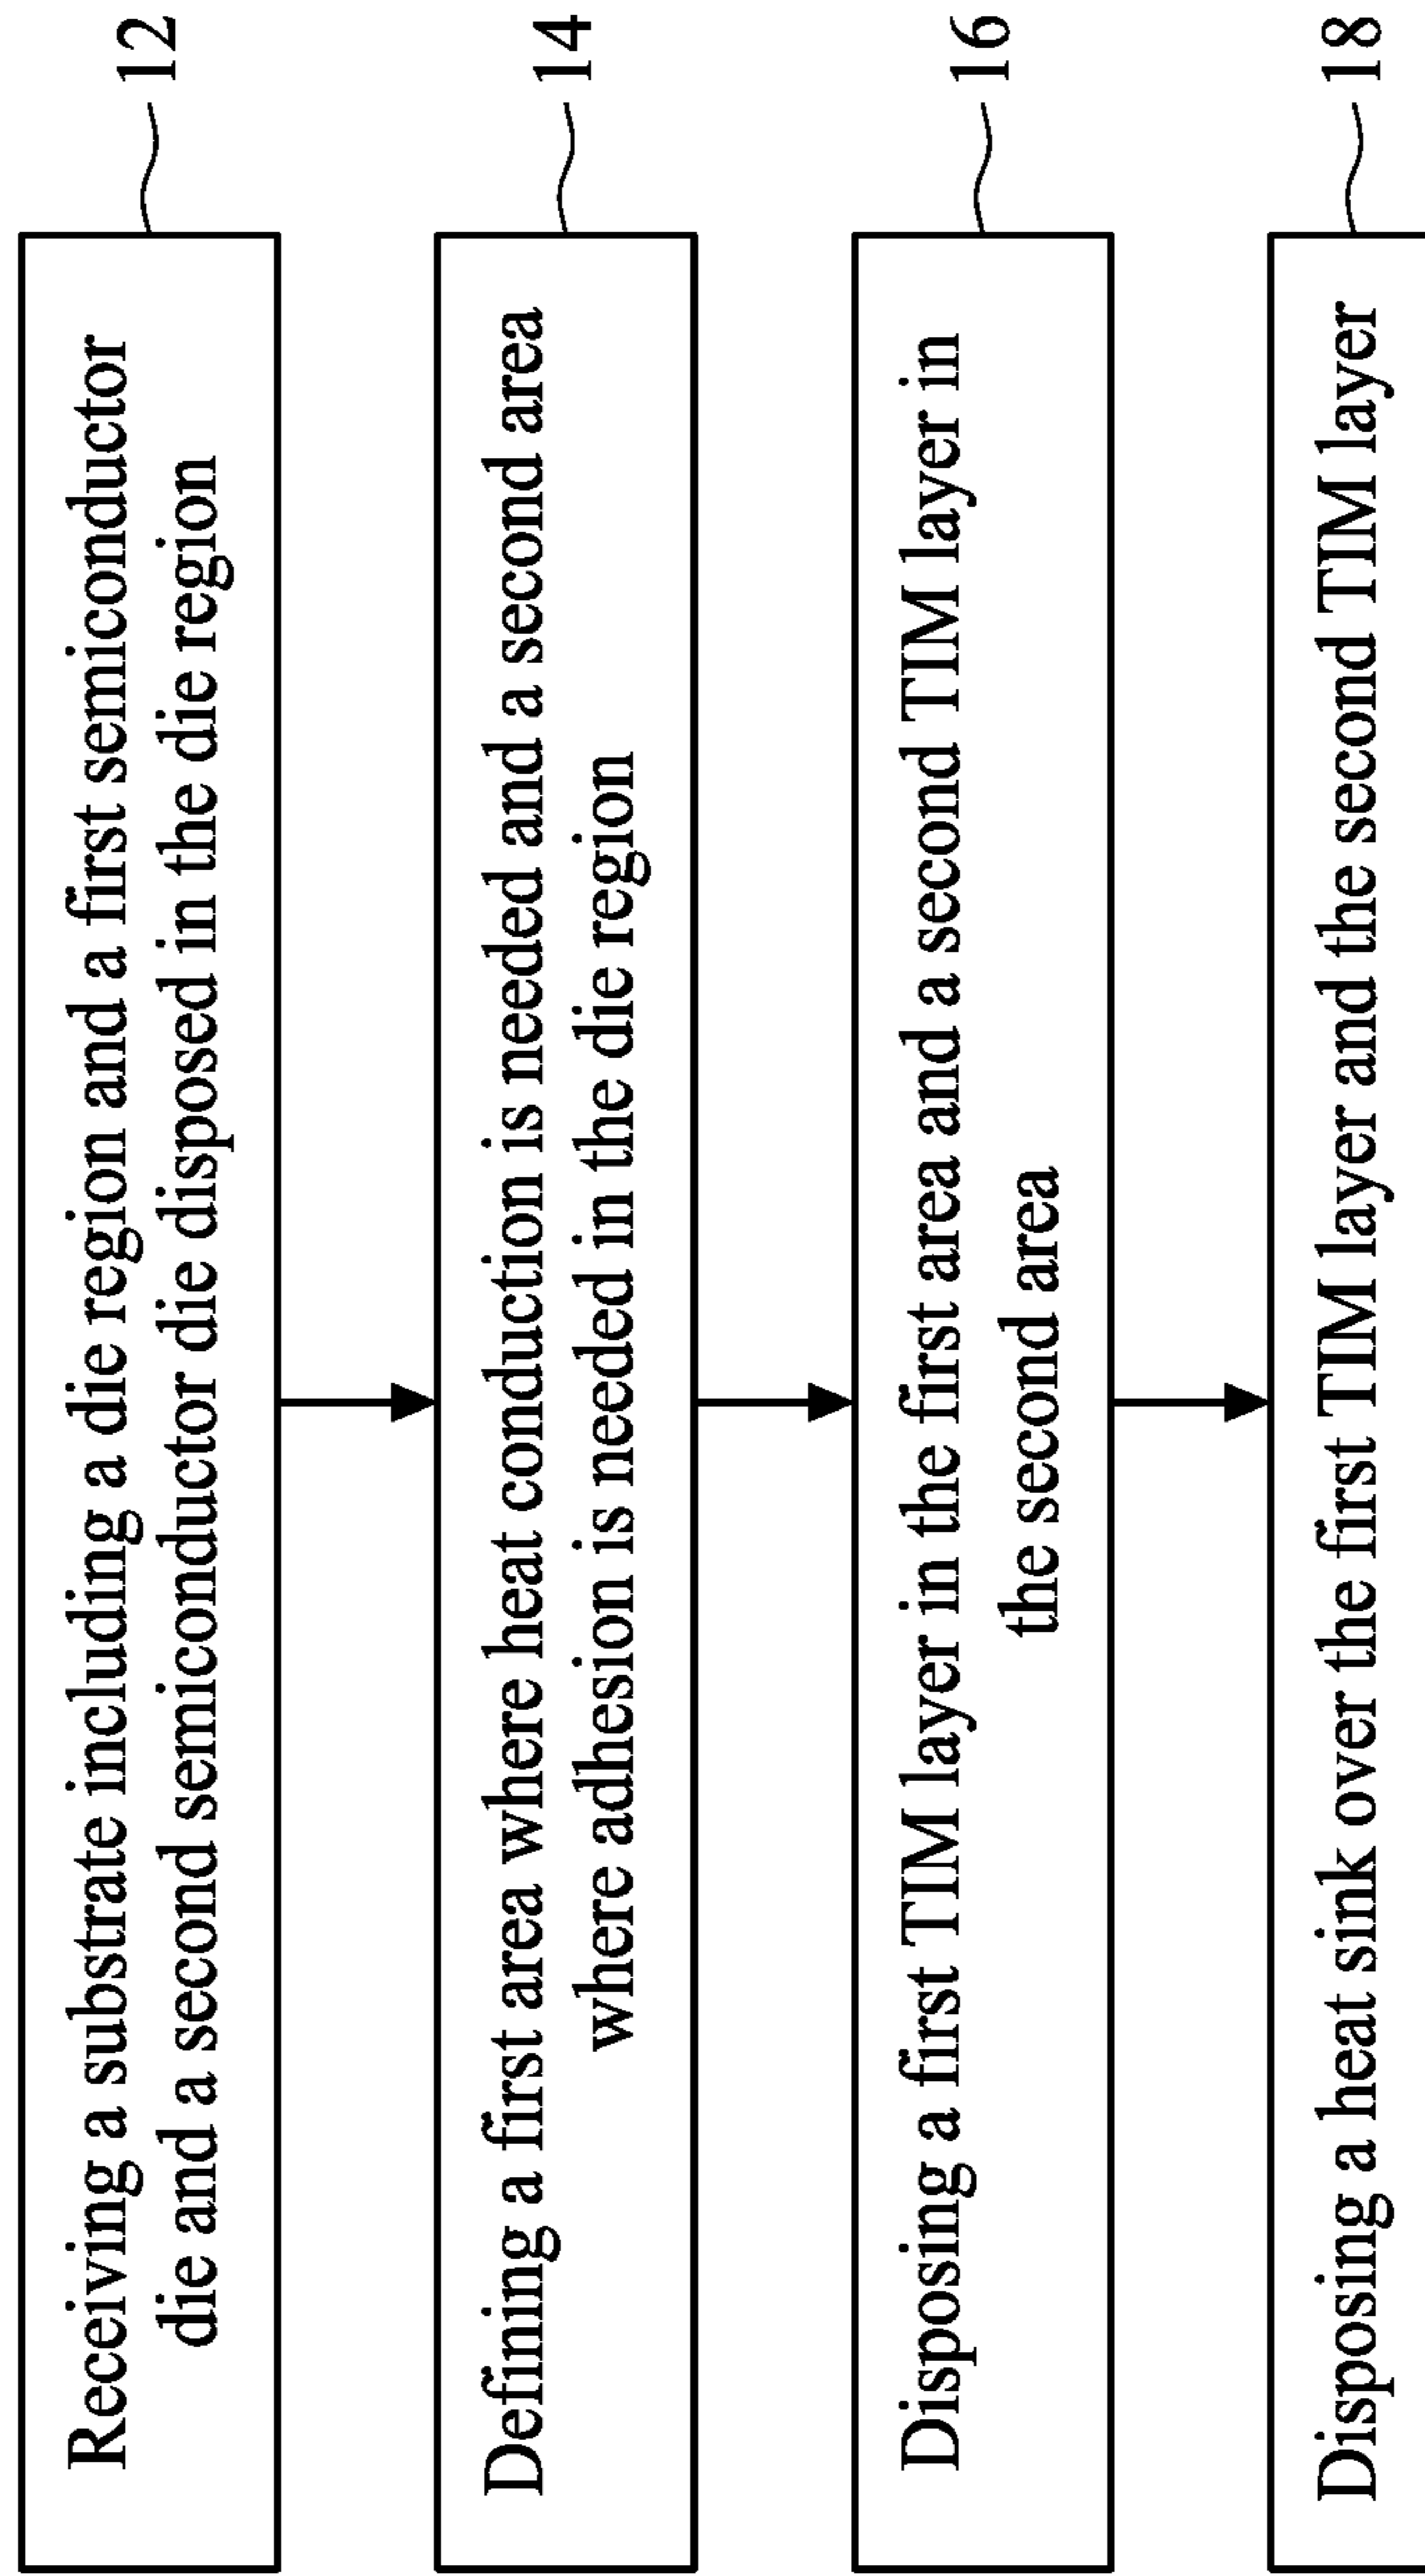 Receiving a substrate including a die region and a first semiconductor
die and a second semiconductor die disposed in the die region
12
Defining a first area where heat conduction is needed and a second area
where adhesion is needed in the die region
14
Disposing a first TIM layer in the first area and a second TIM layer in
the second area
16
Disposing a heat sink over the first TIM layer and the second TIM layer
18